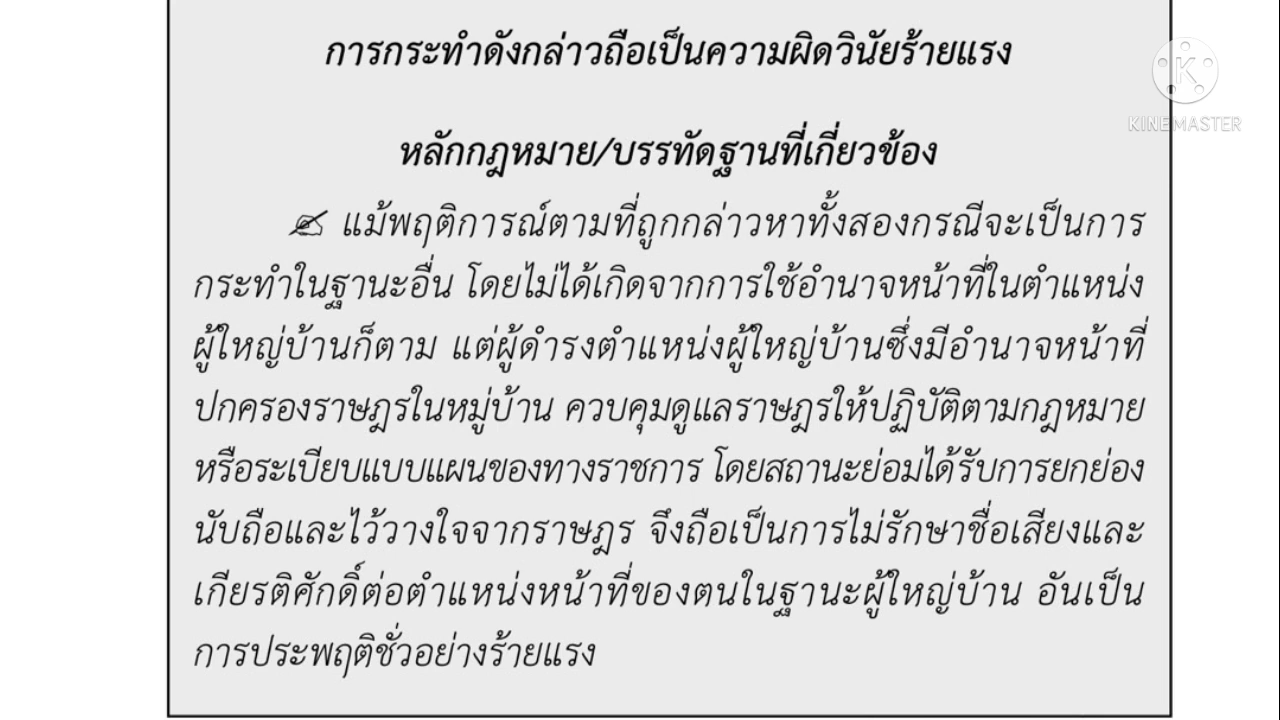 การกระทำดังกล่าวถือเป็นความผิดวินัยร้ายแรง
KINEMASTER
หลักกฎหมาย/บรรทัดฐานที่เกี่ยวข้อง
แม้พฤติการณ์ตามที่ถูกกล่าวหาทั้งสองกรณีจะเป็นการ
กระทำในฐานะอื่น โดยไม่ได้เกิดจากการใช้อำนาจหน้าที่ในตำแหน่ง
ผู้ใหญ่บ้านก็ตาม แต่ผู้ดำรงตำแหน่งผู้ใหญ่บ้านซึ่งมีอำนาจหน้าที่
ปกครองราษฎรในหมู่บ้าน ควบคุมดูแลราษฎรให้ปฏิบัติตามกฎหมาย
หรือระเบียบแบบแผนของทางราชการ โดยสถานะย่อมได้รับการยกย่อง
นับถือและไว้วางใจจากราษฎร จึงถือเป็นการไม่รักษาชื่อเสียงและ
เกียรติศักดิ์ต่อตำแหน่งหน้าที่ของตนในฐานะผู้ใหญ่บ้าน อันเป็น
การประพฤติชั่วอย่างร้ายแรง